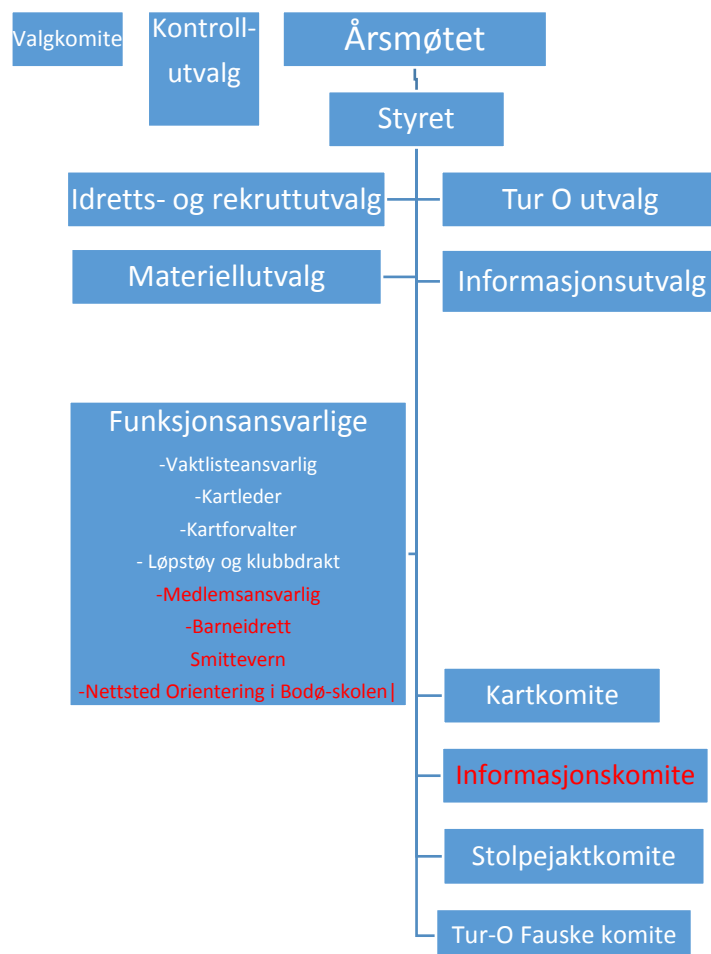 Valgkomite
Kontroll-
utvalg
Årsmøtet
Styret
Idretts- og rekruttutvalg
Tur O utvalg
Materiellutvalg
Informasjonsutvalg
Funksjonsansvarlige
-Vaktlisteansvarlig
-Kartleder
-Kartforvalter
- Løpstøy og klubbdrakt
-Medlemsansvarlig
-Barneidrett
Smittevern
-Nettsted Orientering i Bodø-skolen|
Kartkomite
Informasjonskomite
Stolpejaktkomite
Tur-O Fauske komite